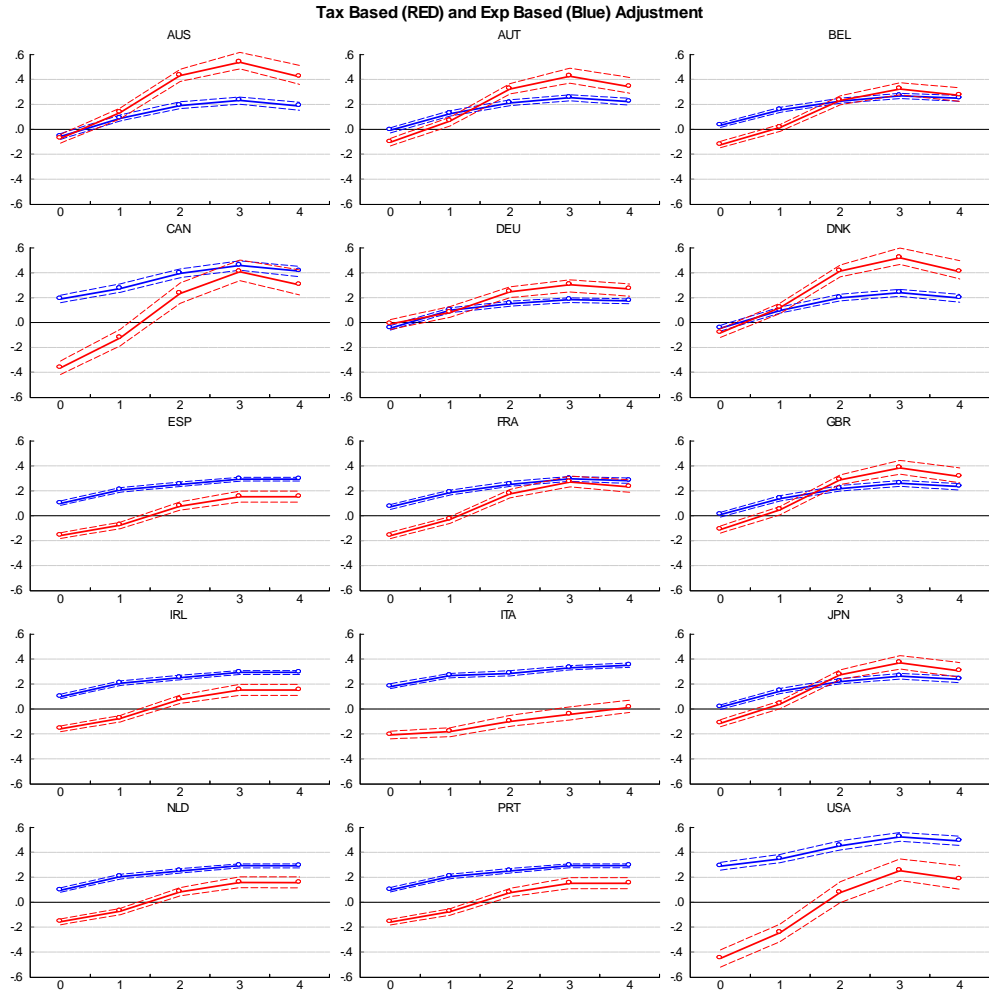 Tax Based (RED) and Exp Based (Blue) Adjustment
AUS AUT BEL
.6 .6 .6
.4 .4 .4
.2 .2 .2
.0 .0 .0
-.2 -.2 -.2
-.4 -.4 -.4
-.6 -.6 -.6
0 1 2 3 4 0 1 2 3 4 0 1 2 3 4
CAN DEU DNK
.6 .6 .6
.4 .4 .4
.2 .2 .2
.0 .0 .0
-.2 -.2 -.2
-.4 -.4 -.4
-.6 -.6 -.6
0 1 2 3 4 0 1 2 3 4 0 1 2 3 4
ESP FRA GBR
.6 .6 .6
.4 .4 .4
.2 .2 .2
.0 .0 .0
-.2 -.2 -.2
-.4 -.4 -.4
-.6 -.6 -.6
0 1 2 3 4 0 1 2 3 4 0 1 2 3 4
IRL ITA JPN
.6 .6 .6
.4 .4 .4
.2 .2 .2
.0 .0 .0
-.2 -.2 -.2
-.4 -.4 -.4
-.6 -.6 -.6
0 1 2 3 4 0 1 2 3 4 0 1 2 3 4
NLD PRT USA
.6 .6 .6
.4 .4 .4
.2 .2 .2
.0 .0 .0
-.2 -.2 -.2
-.4 -.4 -.4
-.6 -.6 -.6
0 1 2 3 4 0 1 2 3 4 0 1 2 3 4